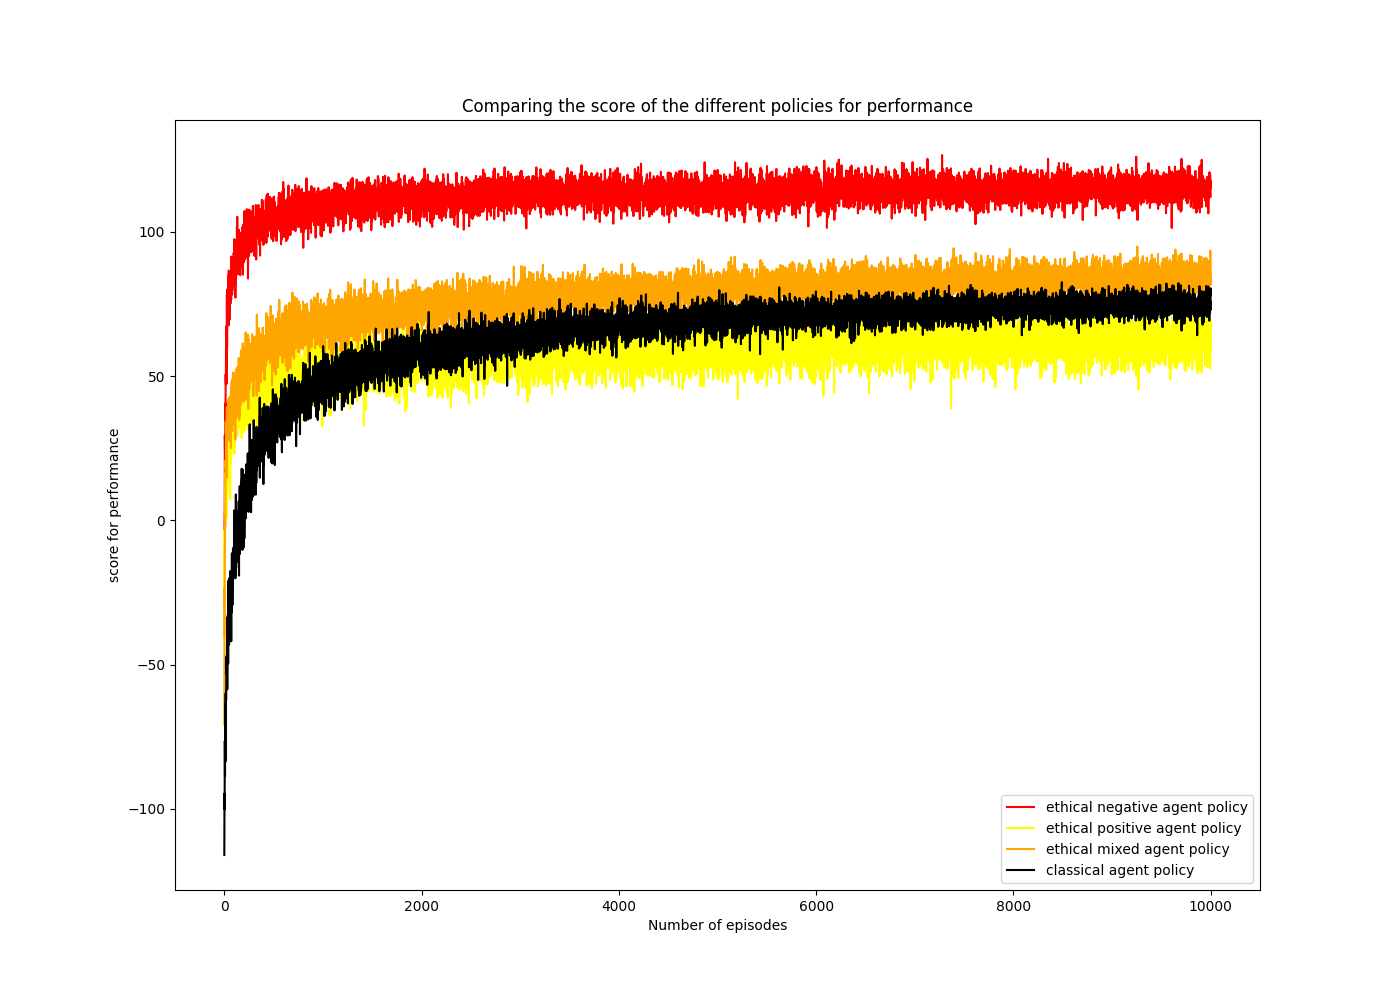 Comparing the score of the different policies for performance
score for performance
100
50
0
−50
−100
0
2000
4000
6000
8000
10000
Number of episodes
ethical negative agent policy
ethical positive agent policy
ethical mixed agent policy
classical agent policy